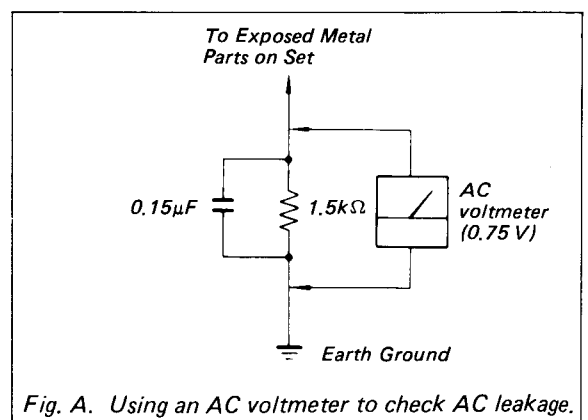 To Exposed Metal
Parts on Set
0.15μF
1.5kΩ
AC
voltmeter
(0.75 V)
Earth Ground
Fig. A. Using an AC voltmeter to check AC leakage.